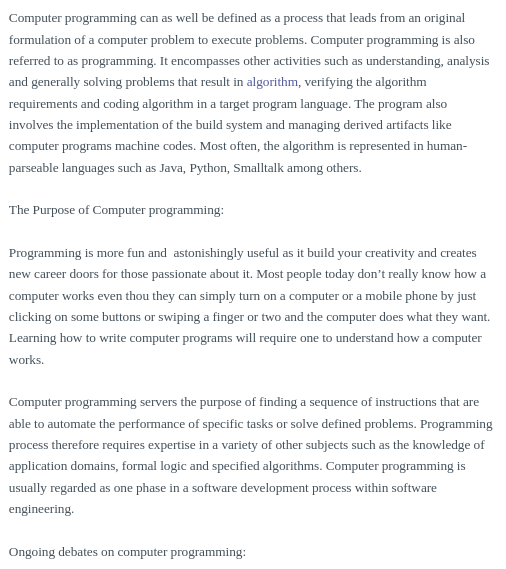 Computer programming can as well be defined as a process that leads from an original
formulation of a computer problem to execute problems. Computer programming is also
referred to as programming. It encompasses other activities such as understanding, analysis
and generally solving problems that result in algorithm, verifying the algorithm
requirements and coding algorithm in a target program language. The program also
involves the implementation of the build system and managing derived artifacts like
computer programs machine codes. Most often, the algorithm is represented in human-
parseable languages such as Java, Python, Smalltalk among others.
The Purpose of Computer programming:
Programming is more fun and  astonishingly useful as it build your creativity and creates
new career doors for those passionate about it. Most people today don’t really know how a
computer works even thou they can simply turn on a computer or a mobile phone by just
clicking on some buttons or swiping a finger or two and the computer does what they want.
Learning how to write computer programs will require one to understand how a computer
works.
Computer programming servers the purpose of finding a sequence of instructions that are
able to automate the performance of specific tasks or solve defined problems. Programming
process therefore requires expertise in a variety of other subjects such as the knowledge of
application domains, formal logic and specified algorithms. Computer programming is
usually regarded as one phase in a software development process within software
engineering.
Ongoing debates on computer programming: